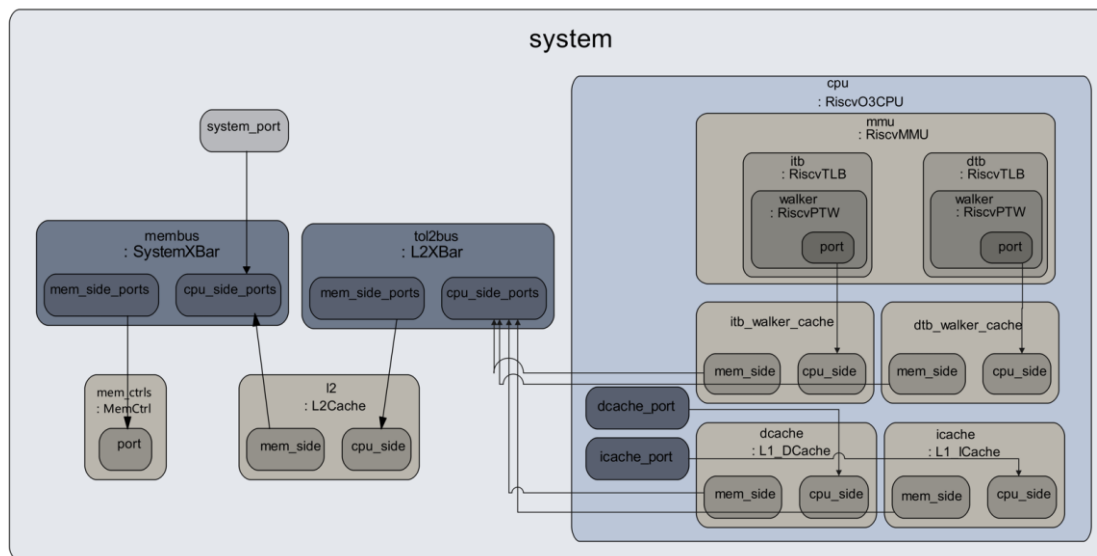 system
cpu
: RiscvO3CPU
mmu
: RiscvMMU
itb
: RiscvTLB
walker
: RiscvPTW
port
dtb
: RiscvTLB
walker
: RiscvPTW
port
system_port
membus
: SystemXBar
mem_side_ports
cpu_side_ports
tol2bus
: L2XBar
mem_side_ports
cpu_side_ports
itb_walker_cache
mem_side
cpu_side
dtb_walker_cache
mem_side
cpu_side
mem_ctrls
: MemCtrl
port
l2
: L2Cache
mem_side
cpu_side
dcache_port
icache_port
dcache
: L1_DCache
mem_side
cpu_side
icache
: L1_ICache
mem_side
cpu_side